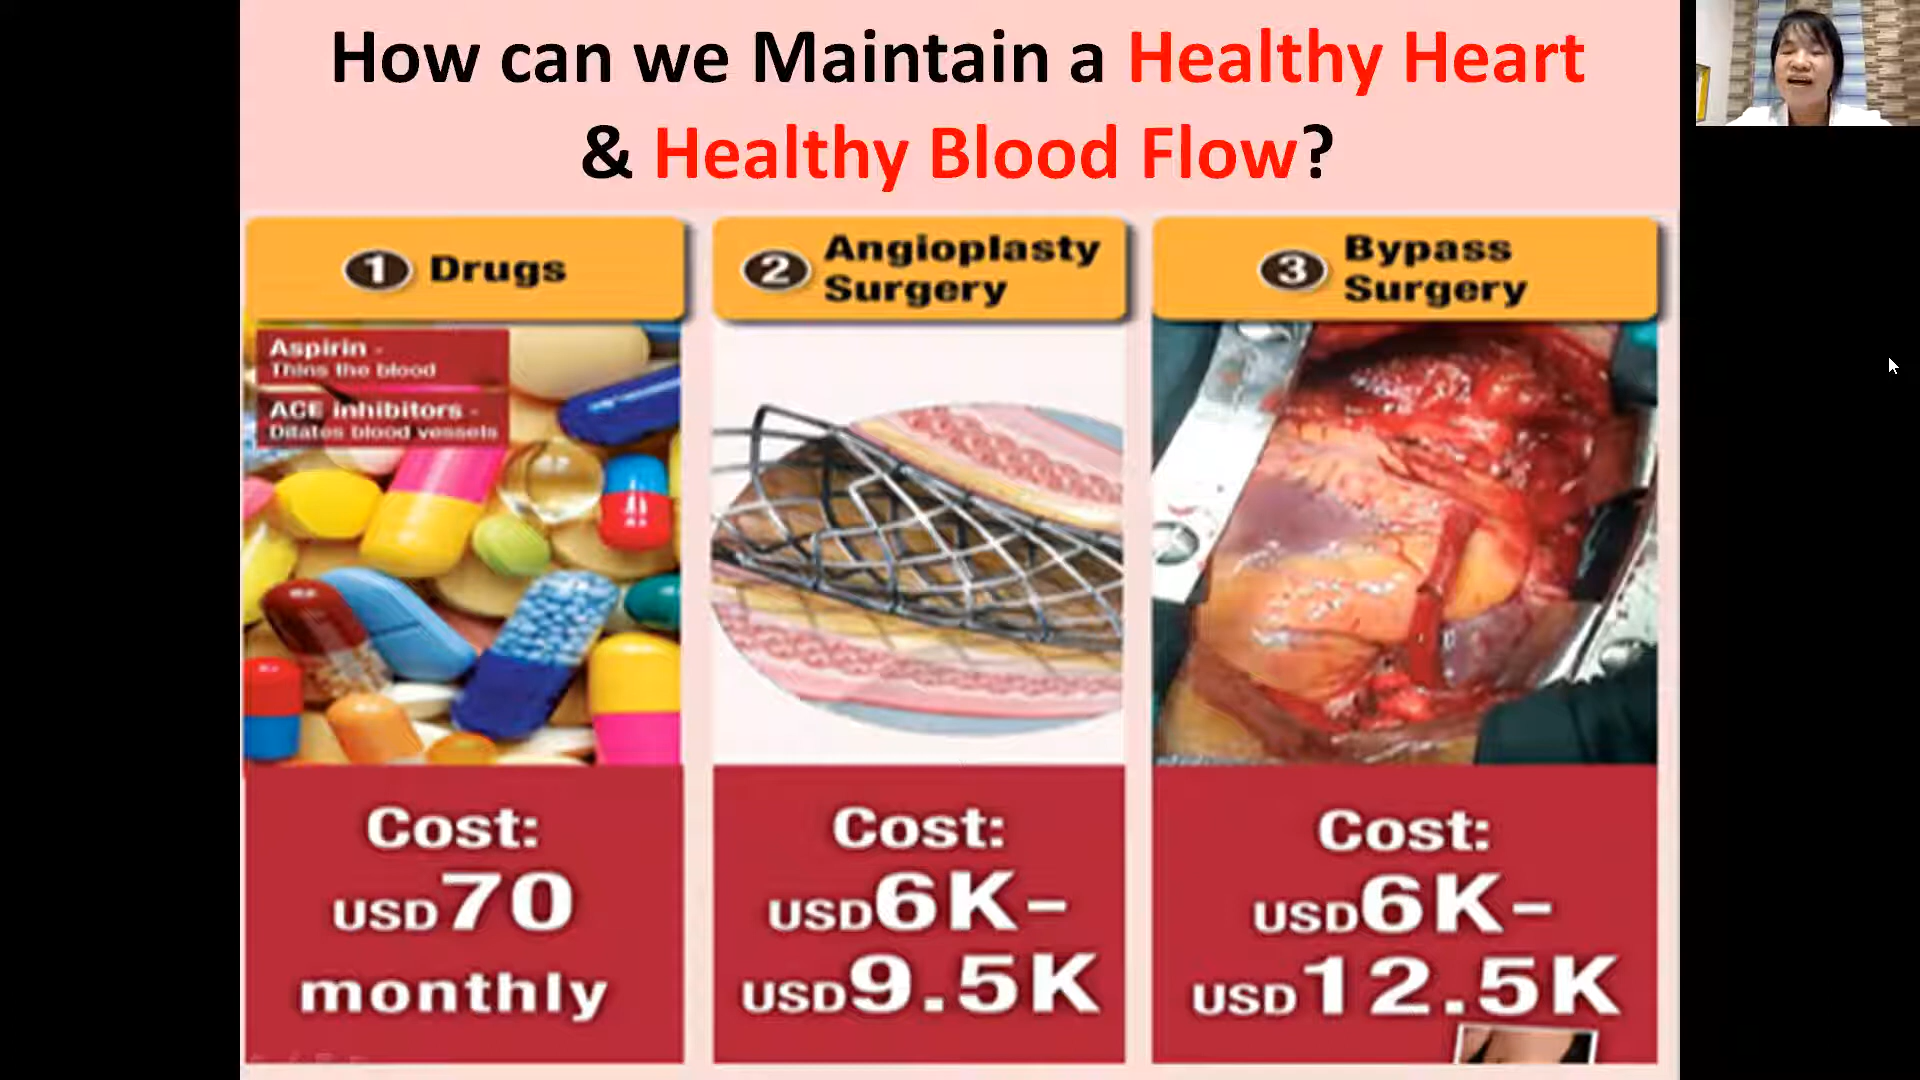 How can we Maintain a Healthy Heart
& Healthy Blood Flow?
1 Drugs
Aspirin -
Thins the blood
ACE inhibitors -
Dilates blood vessels
Cost:
USD70
monthly
2 Angioplasty
Surgery
Cost:
USD6K–
USD9.5K
3 Bypass
Surgery
Cost:
USD6K–
USD12.5K